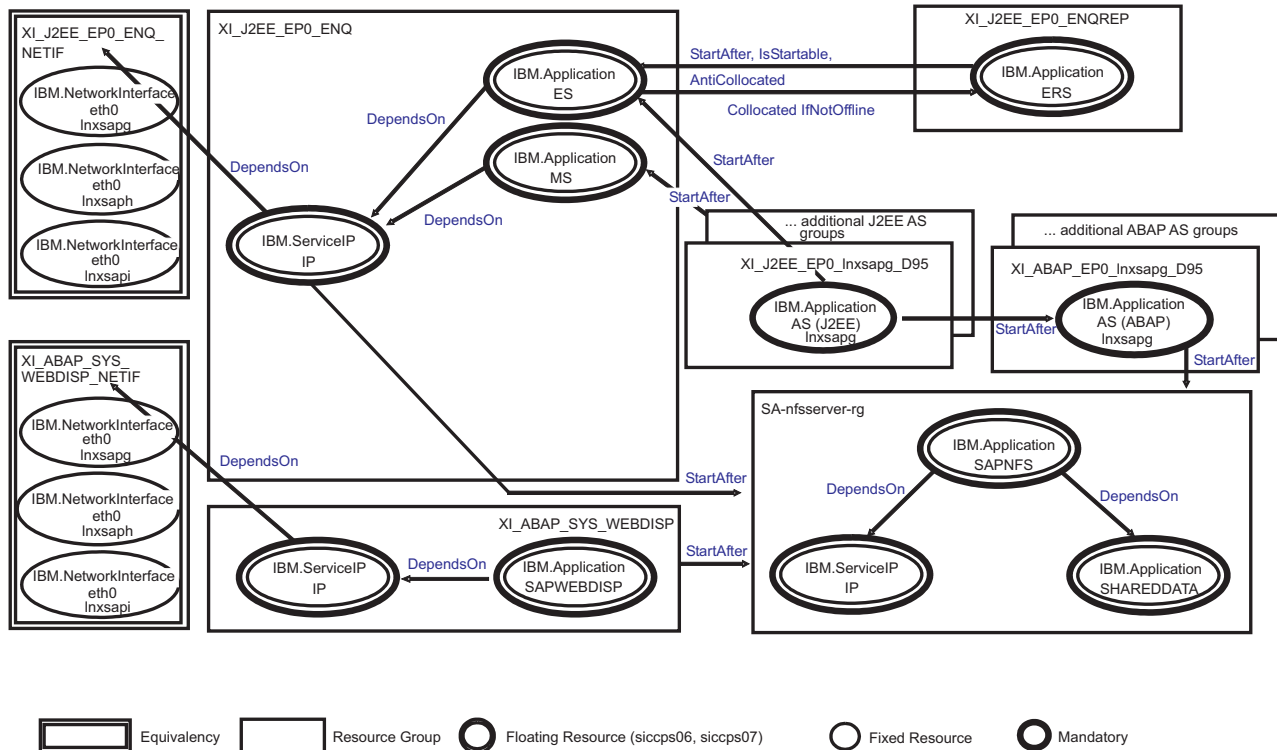 XI_J2EE_EP0_ENQ_
NETIF
IBM.NetworkInterface
eth0
lnxsapg
IBM.NetworkInterface
eth0
lnxsaph
IBM.NetworkInterface
eth0
lnxsapi
DependsOn
XI_J2EE_EP0_ENQ
IBM.Application
ES
IBM.Application
MS
DependsOn
DependsOn
IBM.ServiceIP
IP
StartAfter, IsStartable,
AntiCollocated
Collocated IfNotOffline
XI_J2EE_EP0_ENQREP
IBM.Application
ERS
StartAfter
StartAfter
... additional J2EE AS
groups
XI_J2EE_EP0_lnxsapg_D95
IBM.Application
AS (J2EE)
lnxsapg
StartAfter
... additional ABAP AS groups
XI_ABAP_EP0_lnxsapg_D95
IBM.Application
AS (ABAP)
lnxsapg
StartAfter
XI_ABAP_SYS_
WEBDISP_NETIF
IBM.NetworkInterface
eth0
lnxsapg
IBM.NetworkInterface
eth0
lnxsaph
IBM.NetworkInterface
eth0
lnxsapi
DependsOn
StartAfter
XI_ABAP_SYS_WEBDISP
IBM.ServiceIP
IP
DependsOn
IBM.Application
SAPWEBDISP
StartAfter
SA-nfsserver-rg
IBM.Application
SAPNFS
DependsOn
DependsOn
IBM.ServiceIP
IP
IBM.Application
SHAREDDATA
Equivalency
Resource Group
Floating Resource (siccps06, siccps07)
Fixed Resource
Mandatory